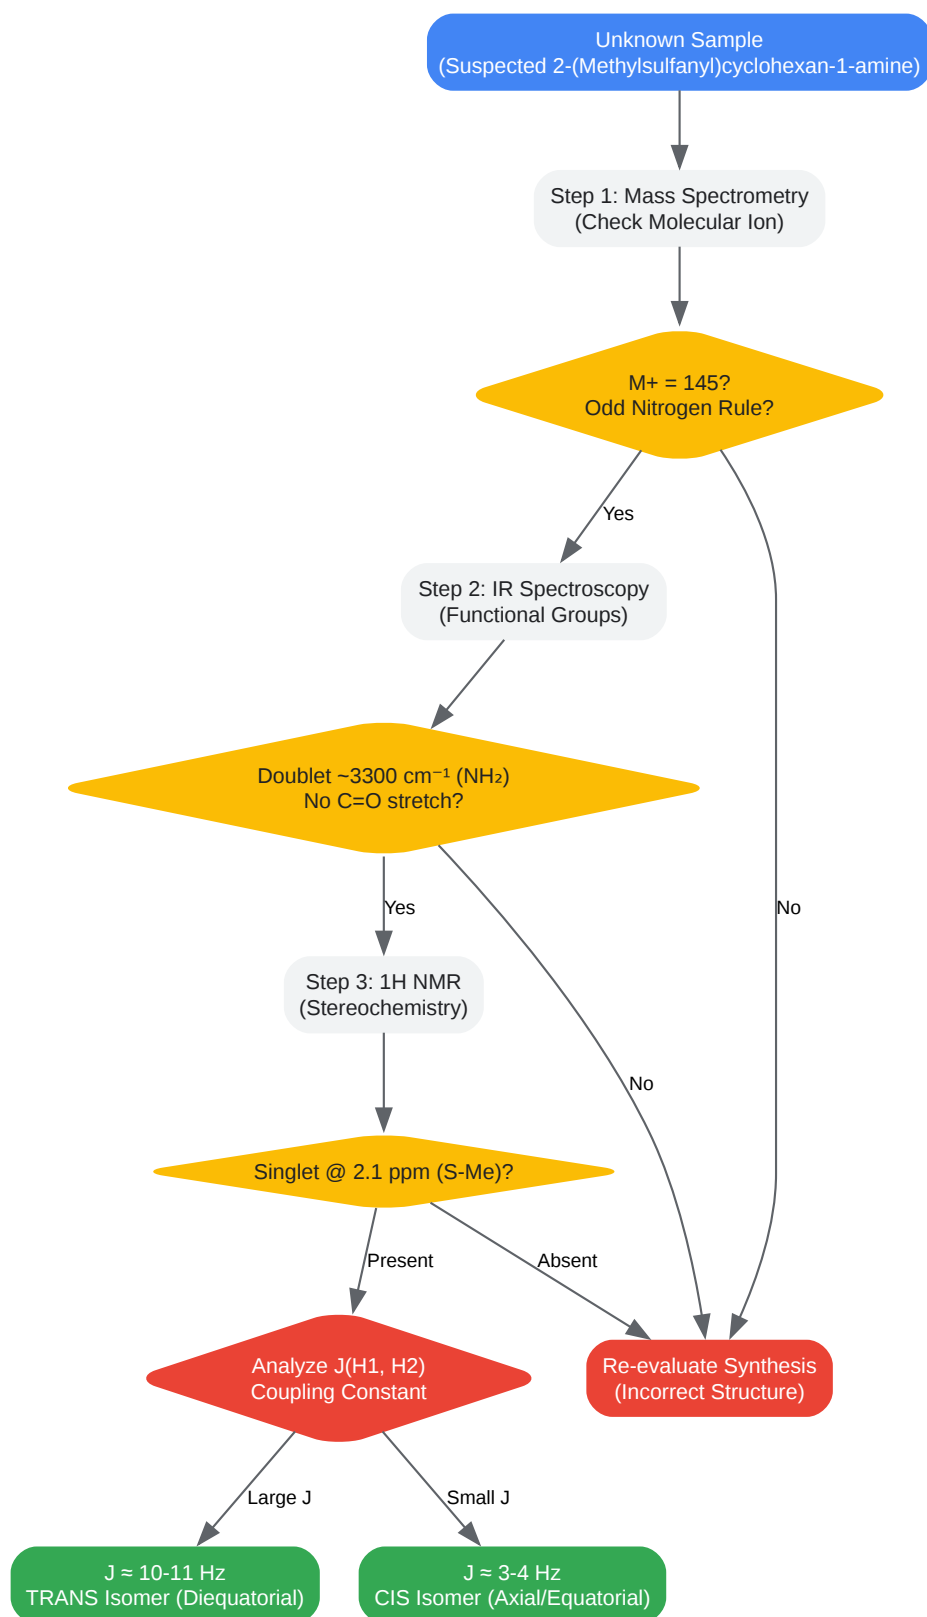 Unknown Sample
(Suspected 2-(Methylsulfanyl)cyclohexan-1-amine)
Step 1: Mass Spectrometry
(Check Molecular Ion)
M+ = 145?
Odd Nitrogen Rule?
Yes
Step 2: IR Spectroscopy
(Functional Groups)
Doublet ~3300 cm⁻¹ (NH₂)
No C=O stretch?
Yes
No
Step 3: 1H NMR
(Stereochemistry)
No
Singlet @ 2.1 ppm (S-Me)?
Present
Absent
Analyze J(H1, H2)
Coupling Constant
Re-evaluate Synthesis
(Incorrect Structure)
Large J
Small J
J ≈ 10-11 Hz
TRANS Isomer (Diequatorial)
J ≈ 3-4 Hz
CIS Isomer (Axial/Equatorial)